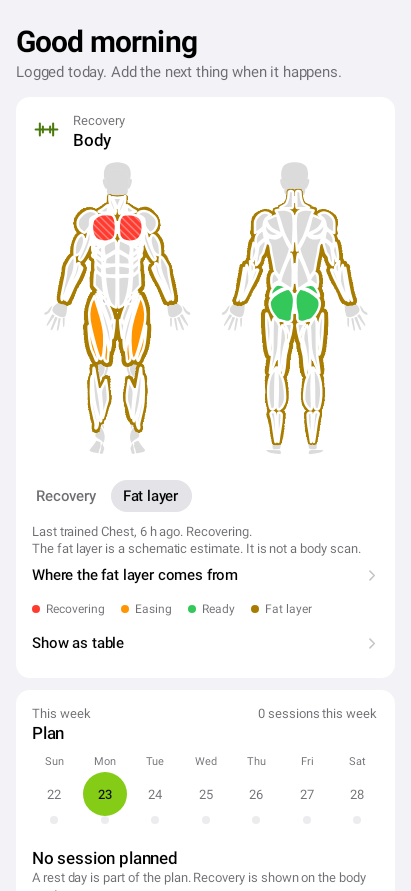 Good morning
Logged today. Add the next thing when it happens.
Recovery
Body
Recovery
Fat layer
Last trained Chest, 6 h ago. Recovering.
The fat layer is a schematic estimate. It is not a body scan.
Where the fat layer comes from
Recovering
Easing
Ready
Fat layer
Show as table
This week
0 sessions this week
Plan
Sun Mon Tue Wed Thu Fri Sat
22 23 24 25 26 27 28
No session planned
A rest day is part of the plan. Recovery is shown on the body